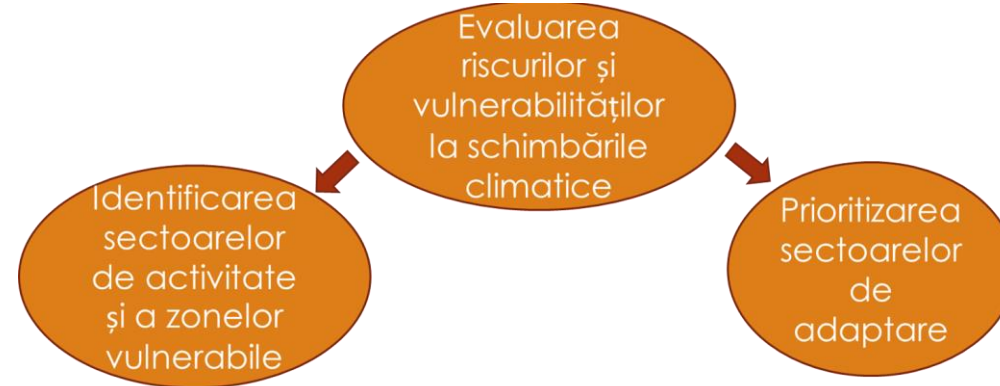 Evaluarea
riscurilor și
vulnerabilităților
la schimbările
climatice
Identificarea
sectoarelor
de activitate
și a zonelor
vulnerabile
Prioritizarea
sectoarelor
de
adaptare